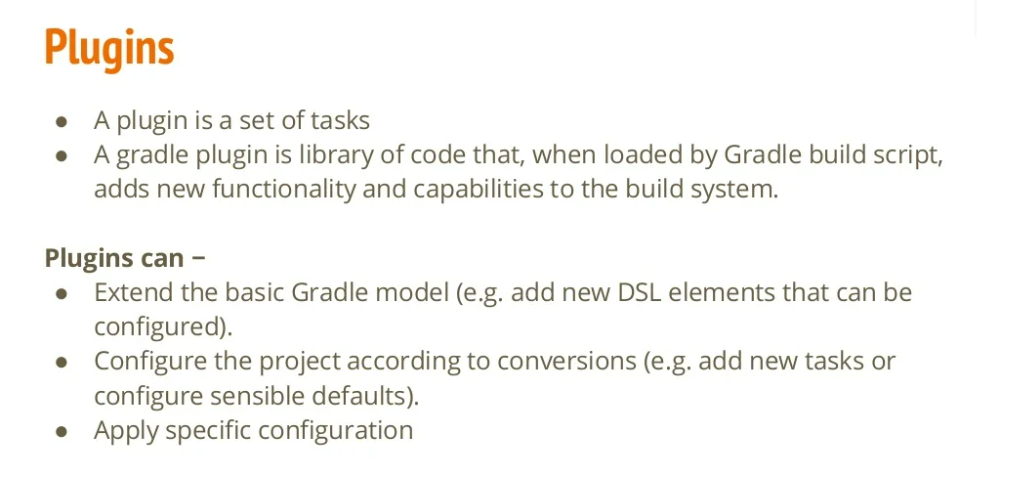 Plugins
● A plugin is a set of tasks
● A gradle plugin is library of code that, when loaded by Gradle build script,
adds new functionality and capabilities to the build system.
Plugins can −
● Extend the basic Gradle model (e.g. add new DSL elements that can be
configured).
● Configure the project according to conversions (e.g. add new tasks or
configure sensible defaults).
● Apply specific configuration